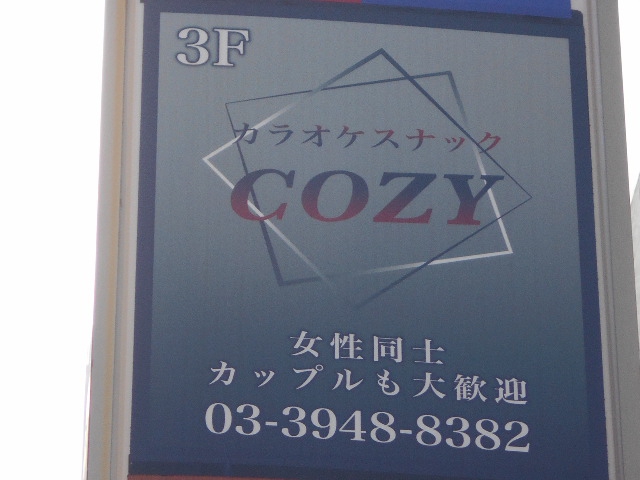 3F
カラオケスナック
COZY
女性同士
カップルも大歓迎
03-3948-8382